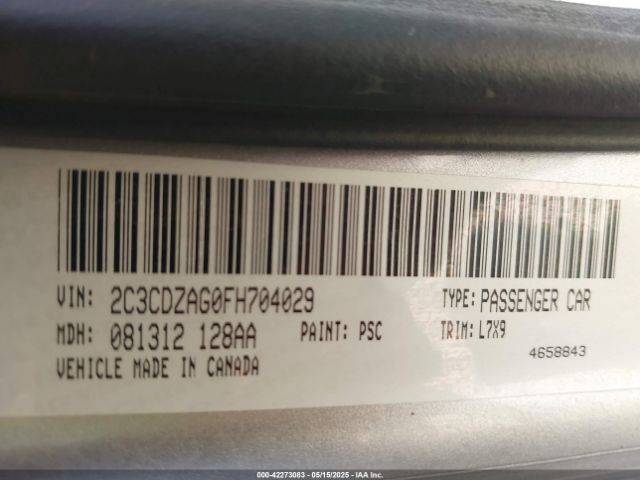 VIN: 2C3CDZAG0FH704029 TYPE: PASSENGER CAR
MDH: 081312 128AA PAINT: PSC TRIM: L7X9
4658843
VEHICLE MADE IN CANADA
000-42273083 - 05/15/2025 - IAA Corp.